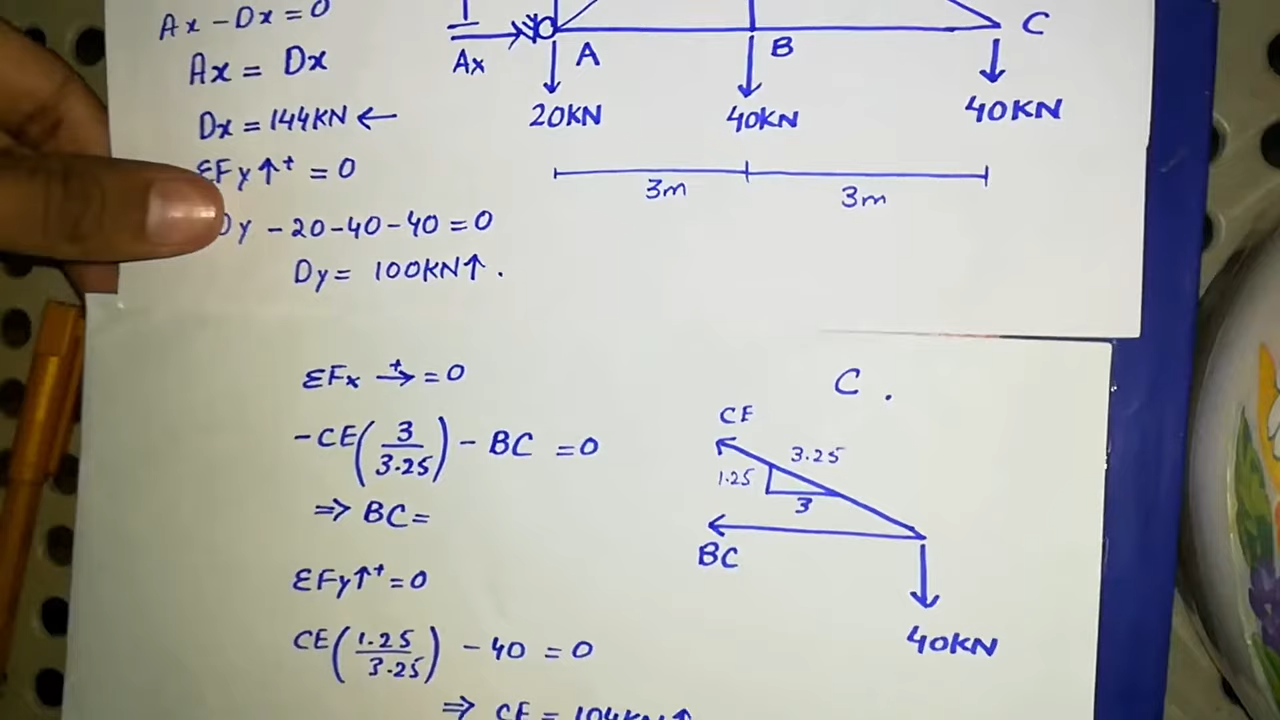 Ax - Dx = 0
Ax = Dx
Dx = 144KN ←
ΣFy↑+ = 0
Dy - 20 - 40 - 40 = 0
Dy = 100KN↑.
Ax
A
B
C
20KN
40KN
40KN
3m
3m
ΣFx →+ = 0
-CE(3/3.25) - BC = 0
⇒ BC =
ΣFy↑+ = 0
CE(1.25/3.25) - 40 = 0
⇒ CE = 104KN↑
C.
CE
3.25
1.25
3
BC
40KN